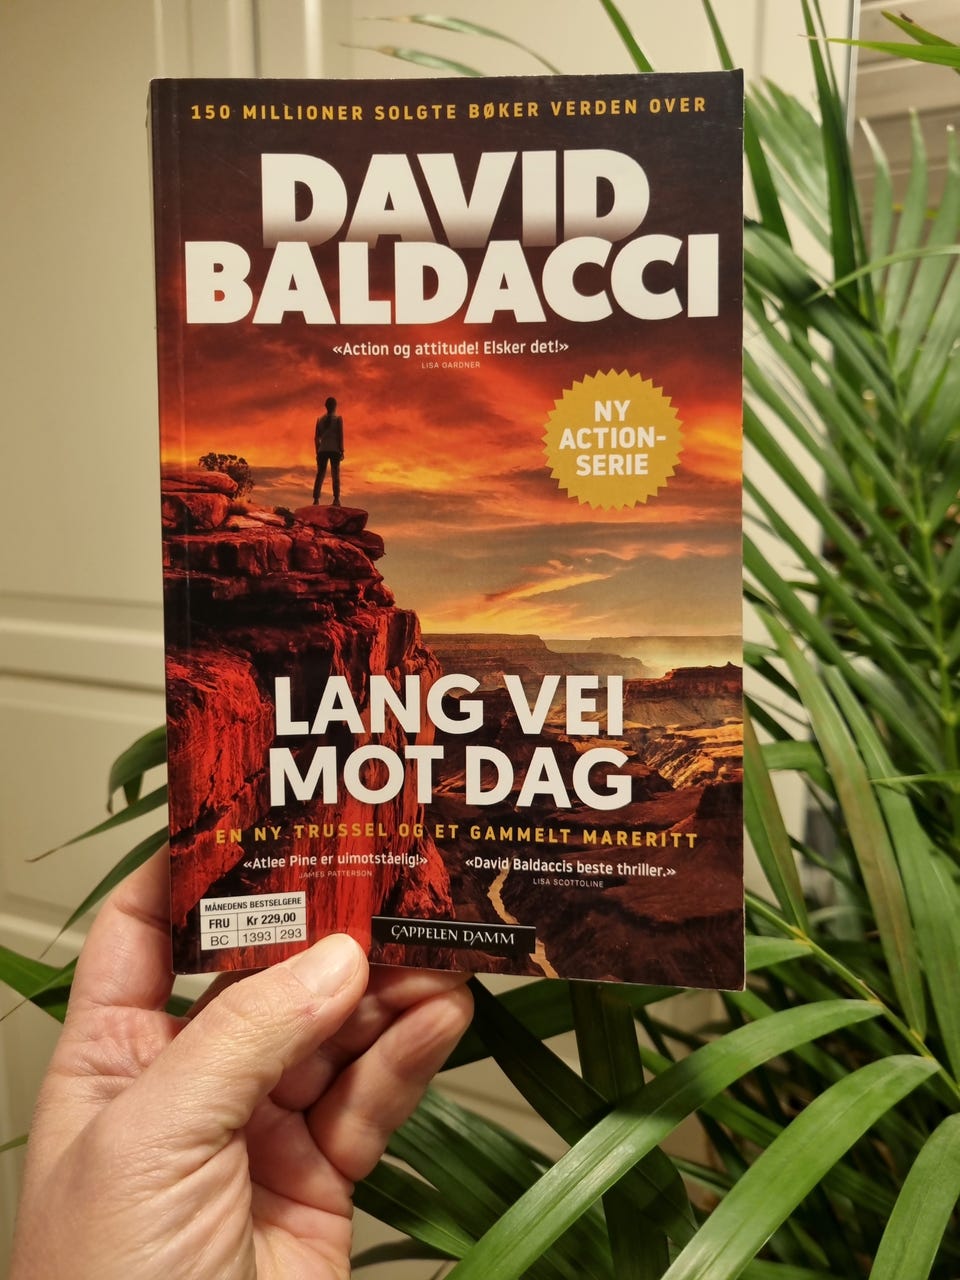 150 MILLIONER SOLGTE BØKER VERDEN OVER
DAVID
BALDACCI
«Action og attitude! Elsker det!»
LISA GARDNER
NY
ACTION-
SERIE
LANG VEI
MOT DAG
EN NY TRUSSEL OG ET GAMMELT MARERITT
«Atlee Pine er uimotståelig!»
JAMES PATTERSON
«David Baldaccis beste thriller.»
LISA SCOTTOLINE
MÅNEDENS BESTSELGERE
FRU Kr 229,00
BC 1393 293
CAPPELEN DAMM